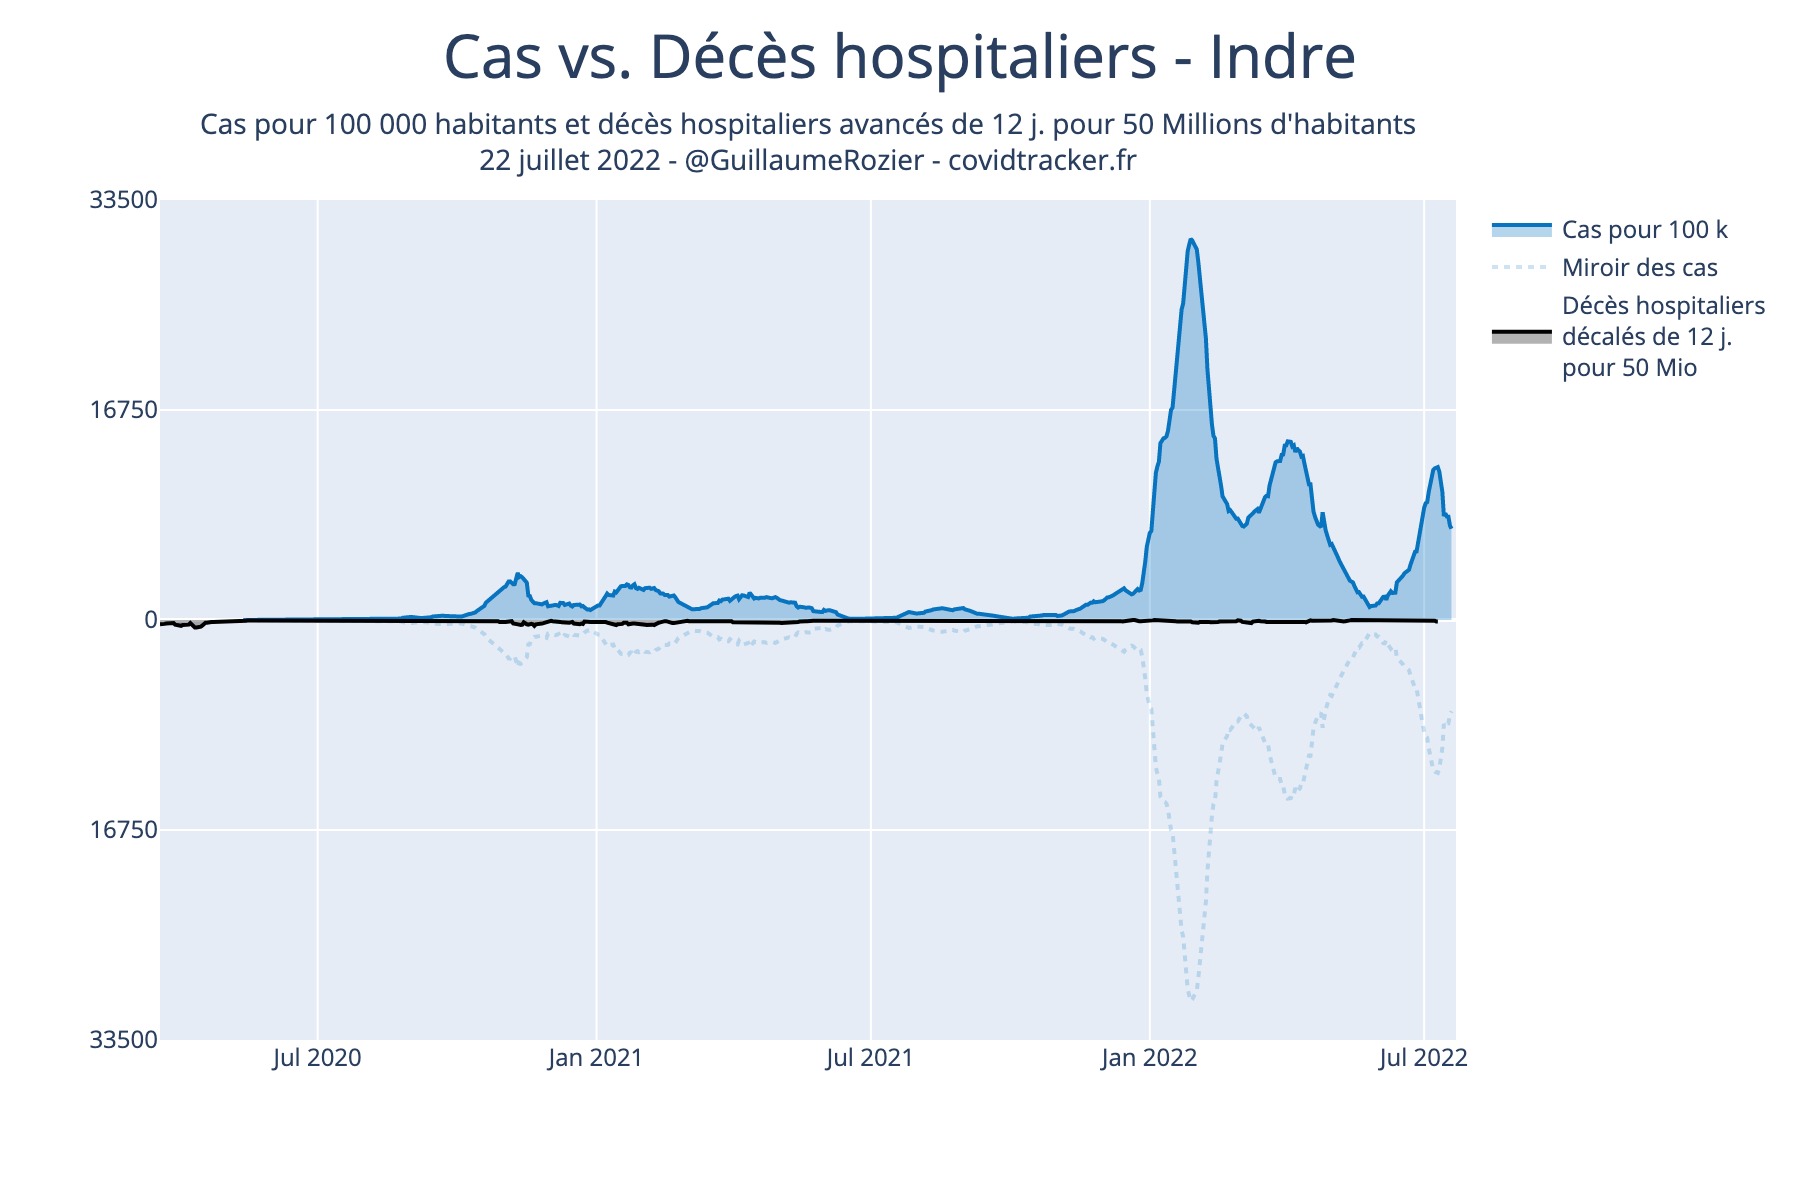 Cas vs. Décès hospitaliers - Indre
Cas pour 100 000 habitants et décès hospitaliers avancés de 12 j. pour 50 Millions d'habitants
22 juillet 2022 - @GuillaumeRozier - covidtracker.fr
33500
16750
0
16750
33500
Jul 2020
Jan 2021
Jul 2021
Jan 2022
Jul 2022
Cas pour 100 k
Miroir des cas
Décès hospitaliers
décalés de 12 j.
pour 50 Mio